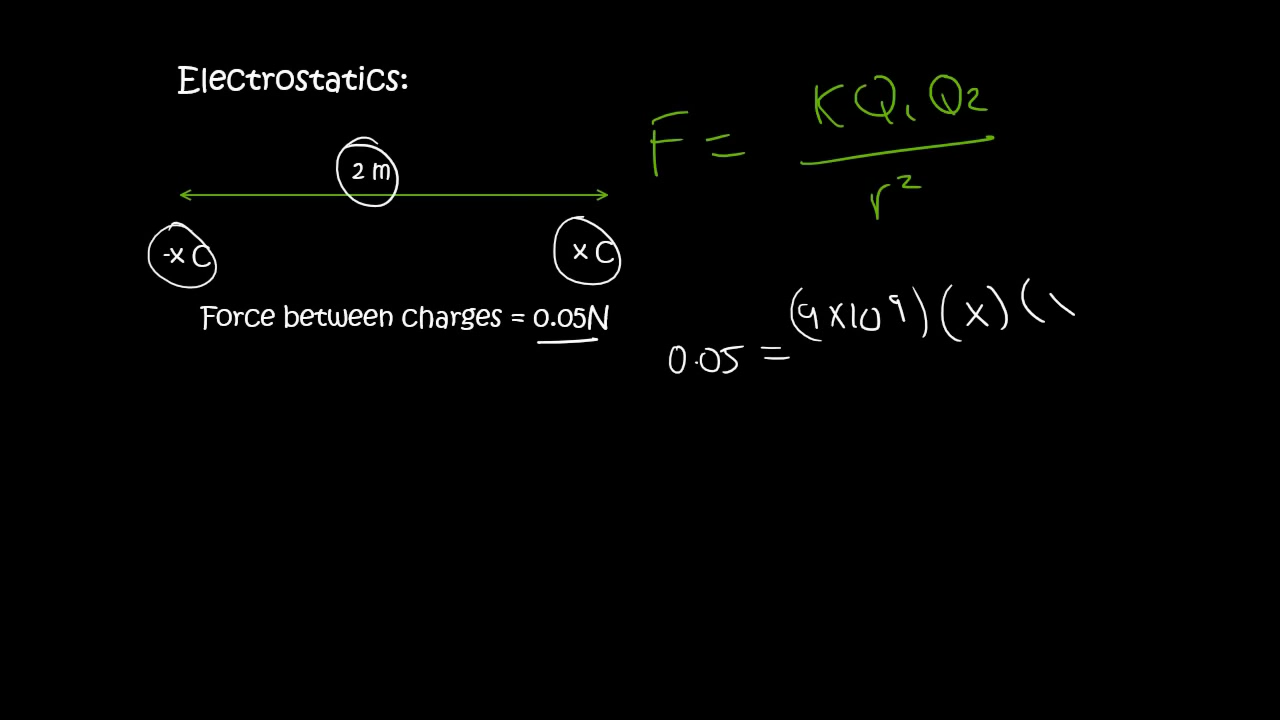 Electrostatics:
F = KQ₁Q₂
r²
2 m
-x C
x C
Force between charges = 0.05N
0.05 = (9x10⁹)(x)(